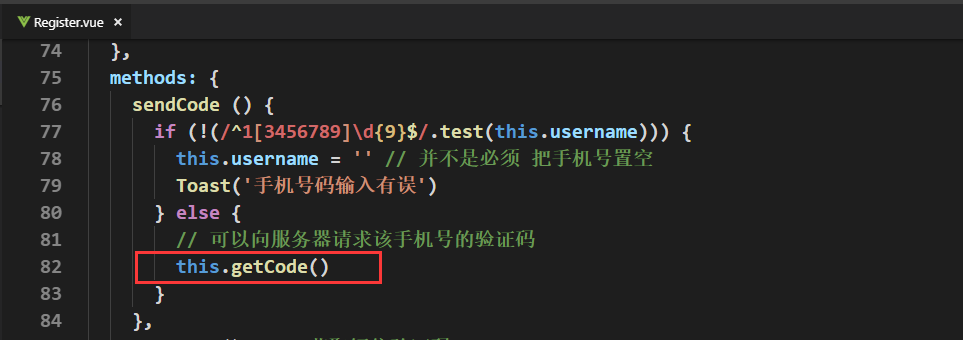 Register.vue ×
74 },
75 methods: {
76 sendCode () {
77 if (!(/^1[3456789]\d{9}$/.test(this.username))) {
78 this.username = '' // 并不是必须 把手机号置空
79 Toast('手机号码输入有误')
80 } else {
81 // 可以向服务器请求该手机号的验证码
82 this.getCode()
83 }
84 },